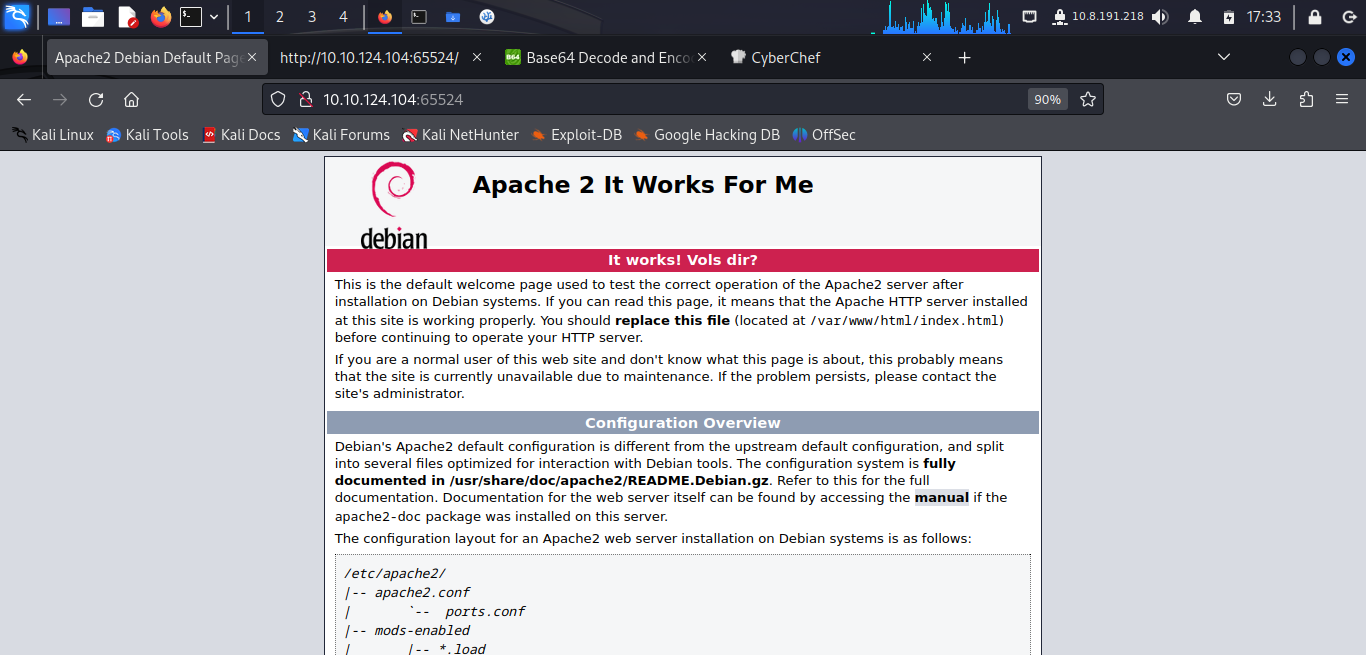 1 2 3 4 10.8.191.218 17:33
Apache2 Debian Default Pag http://10.10.124.104:65524/ B64 Base64 Decode and Enco CyberChef
10.10.124.104:65524 90%
Kali Linux Kali Tools Kali Docs Kali Forums Kali NetHunter Exploit-DB Google Hacking DB OffSec
debian
Apache 2 It Works For Me
It works! Vols dir?
This is the default welcome page used to test the correct operation of the Apache2 server after
installation on Debian systems. If you can read this page, it means that the Apache HTTP server installed
at this site is working properly. You should replace this file (located at /var/www/html/index.html)
before continuing to operate your HTTP server.
If you are a normal user of this web site and don't know what this page is about, this probably means
that the site is currently unavailable due to maintenance. If the problem persists, please contact the
site's administrator.
Configuration Overview
Debian's Apache2 default configuration is different from the upstream default configuration, and split
into several files optimized for interaction with Debian tools. The configuration system is fully
documented in /usr/share/doc/apache2/README.Debian.gz. Refer to this for the full
documentation. Documentation for the web server itself can be found by accessing the manual if the
apache2-doc package was installed on this server.
The configuration layout for an Apache2 web server installation on Debian systems is as follows:
/etc/apache2/
|-- apache2.conf
|       `--  ports.conf
|-- mods-enabled
|       |-- *.load